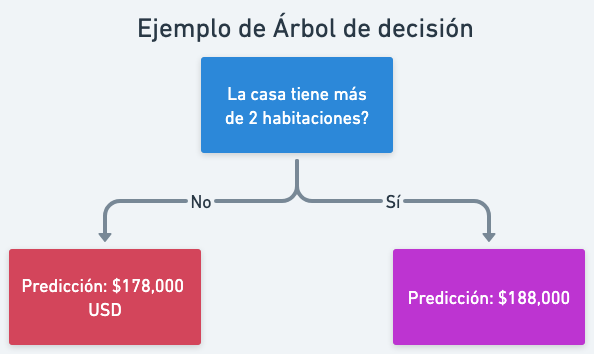 Ejemplo de Árbol de decisión
La casa tiene más
de 2 habitaciones?
No
Sí
Predicción: $178,000
USD
Predicción: $188,000